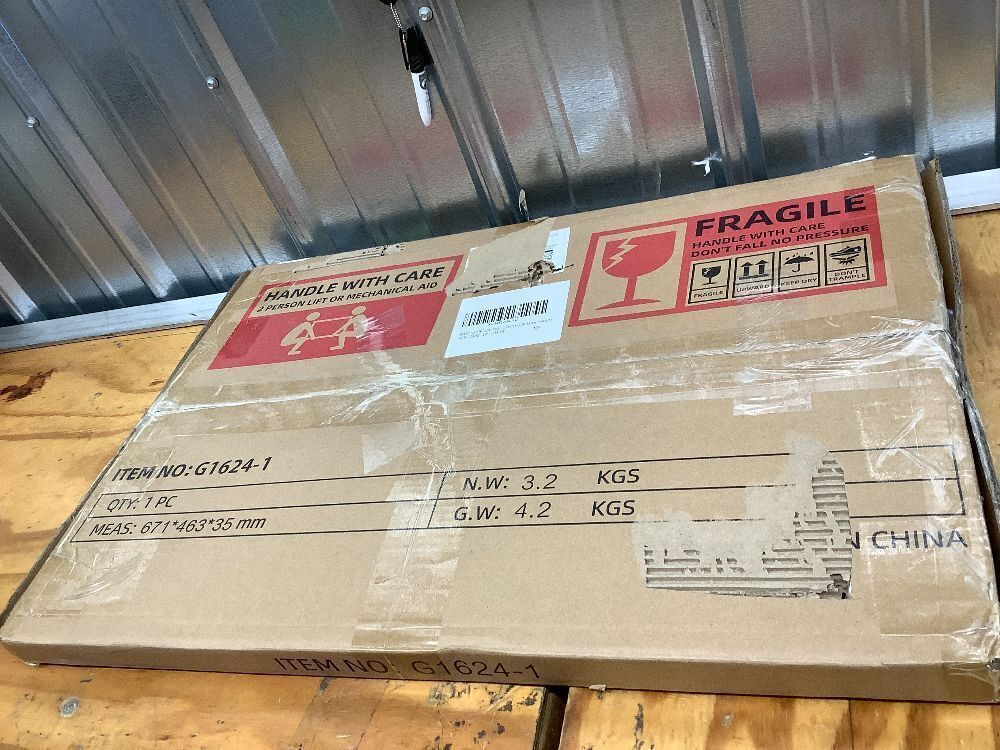 HANDLE WITH CARE
2 PERSON LIFT OR MECHANICAL AID
FRAGILE
HANDLE WITH CARE
DON'T FALL NO PRESSURE
FRAGILE
UPWARD
KEEP DRY
DON'T TRAMPLE
ITEM NO: G1624-1
QTY: 1 PC
N.W: 3.2 KGS
MEAS: 671*463*35 mm
G.W: 4.2 KGS
CHINA
ITEM NO: G1624-1